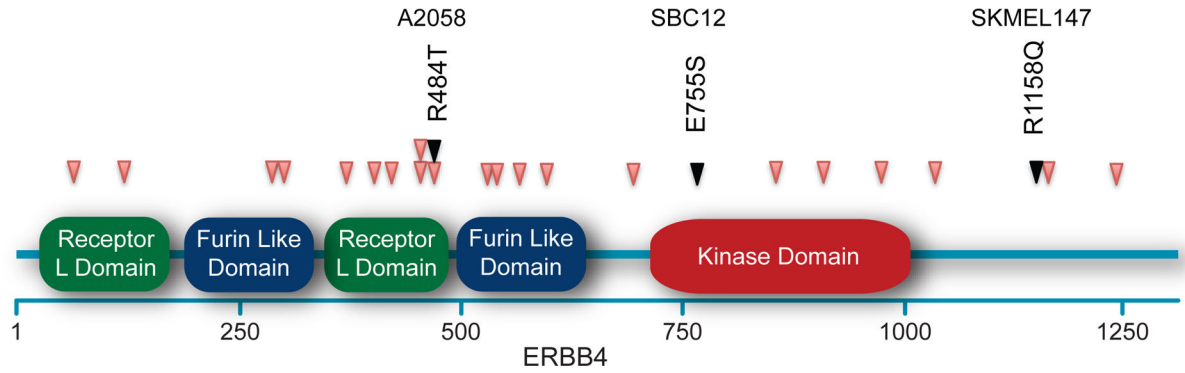 A2058
SBC12
SKMEL147
R484T
E755S
R1158Q
Receptor
L Domain
Furin Like
Domain
Receptor
L Domain
Furin Like
Domain
Kinase Domain
1
250
500
750
1000
1250
ERBB4